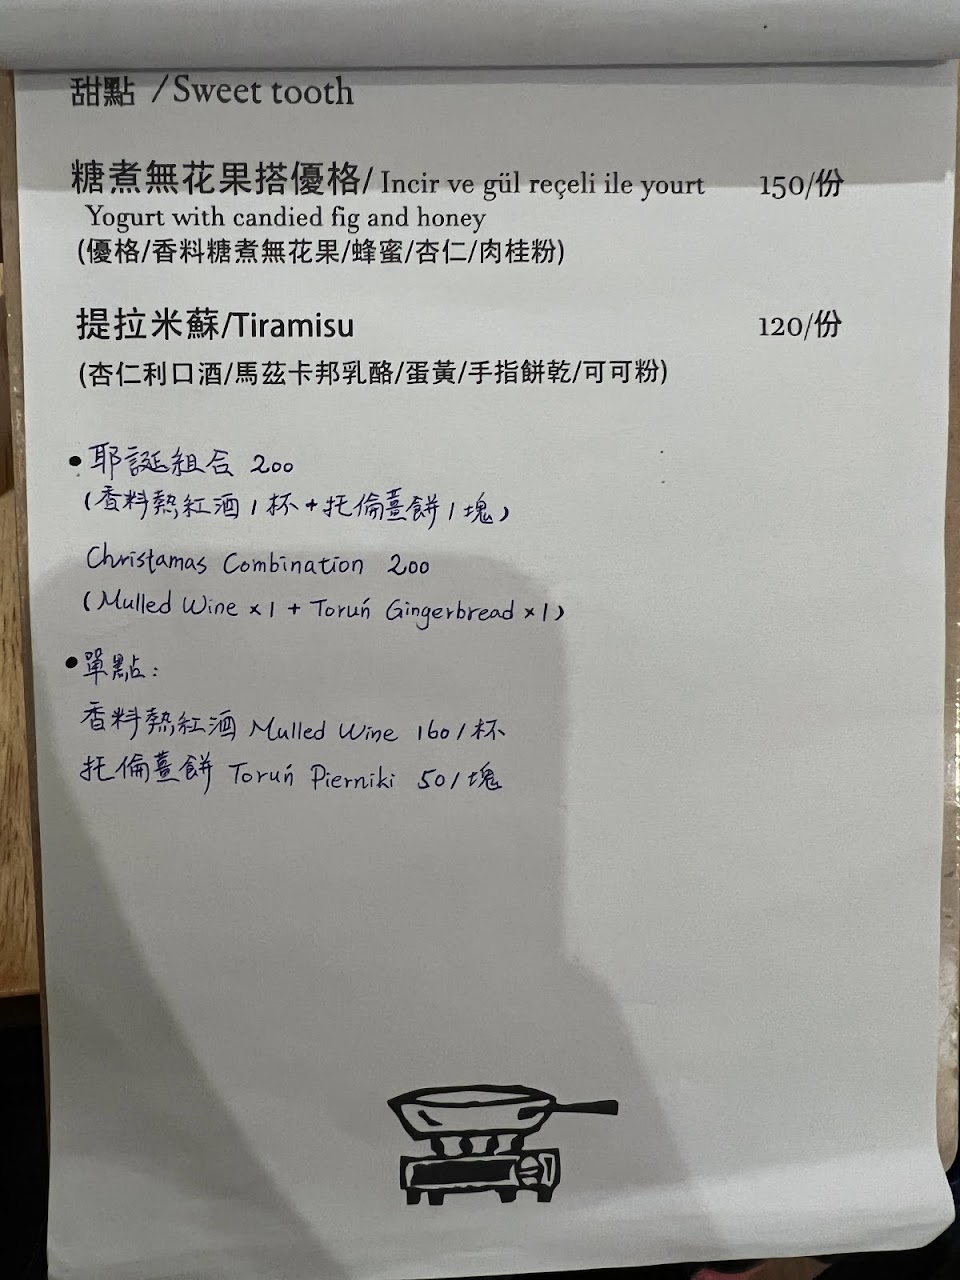 甜點 /Sweet tooth
糖煮無花果搭優格/ Incir ve gül reçeli ile yourt 150/份
Yogurt with candied fig and honey
(優格/香料糖煮無花果/蜂蜜/杏仁/肉桂粉)
提拉米蘇/Tiramisu 120/份
(杏仁利口酒/馬茲卡邦乳酪/蛋黃/手指餅乾/可可粉)
•耶誕組合 200
(香料熱紅酒1杯+托倫薑餅1塊)
Christamas Combination 200
(Mulled Wine ×1 + Toruń Gingerbread ×1)
•單點:
香料熱紅酒 Mulled Wine 160/杯
托倫薑餅 Toruń Pierniki 50/塊